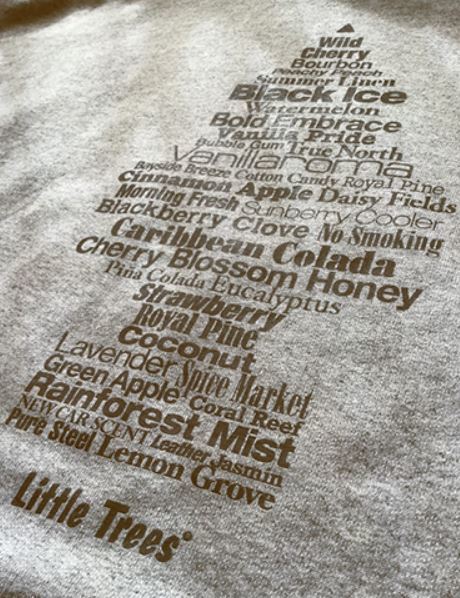 Wild
Cherry
Bourbon
Peachy Peach
Summer Linen
Black Ice
Watermelon
Bold Embrace
Vanilla Pride
Bubble Gum True North
Vanillaroma
Bayside Breeze Cotton Candy Royal Pine
Cinnamon Apple Daisy Fields
Morning Fresh Sunberry Cooler
Blackberry Clove No Smoking
Caribbean Colada
Cherry Blossom Honey
Piña Colada Eucalyptus
Strawberry
Royal Pine
Coconut
Lavender Spice Market
Green Apple Coral Reef
Rainforest Mist
NEW CAR SCENT Leather Jasmin
Pure Steel Lemon Grove
Little Trees®